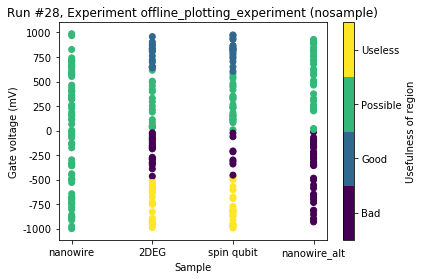 Run #28, Experiment offline_plotting_experiment (nosample)
1000
750
500
250
0
-250
-500
-750
-1000
Gate voltage (mV)
nanowire 2DEG spin qubit nanowire_alt
Sample
Useless
Possible
Good
Bad
Usefulness of region